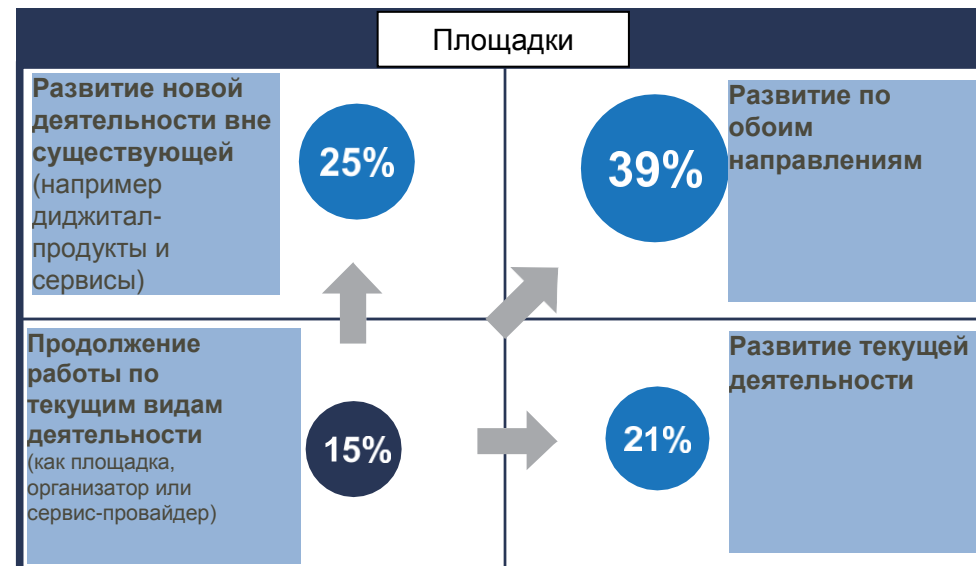 Площадки
Развитие новой
деятельности вне
существующей
(например
диджитал-
продукты и
сервисы)
25%
39%
Развитие по
обоим
направлениям
Продолжение
работы по
текущим видам
деятельности
(как площадка,
организатор или
сервис-провайдер)
15%
21%
Развитие текущей
деятельности